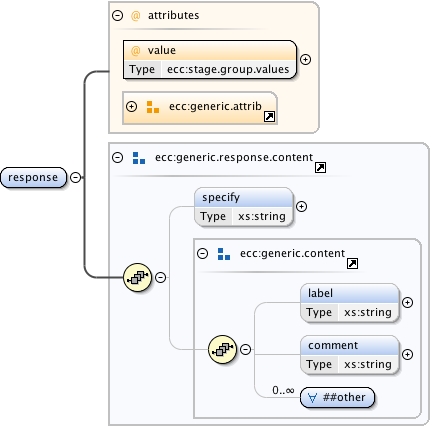 @ attributes
@ value
Type ecc:stage.group.values
ecc:generic.attrib
response
ecc:generic.response.content
specify
Type xs:string
ecc:generic.content
label
Type xs:string
comment
Type xs:string
0..∞
∀ ##other